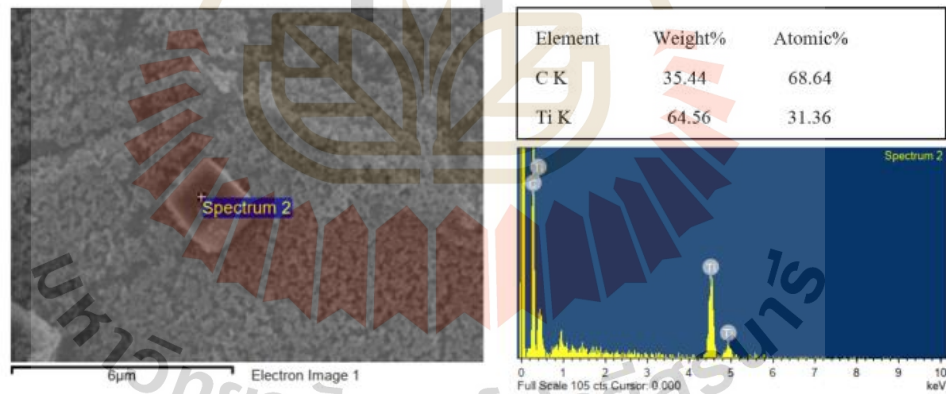 Element Weight% Atomic%
C K 35.44 68.64
Ti K 64.56 31.36
Spectrum 2
Spectrum 2
Ti
C
Ti
Ti
0 1 2 3 4 5 6 7 8 9 10
Full Scale 105 cts Cursor: 0.000 keV
6µm Electron Image 1